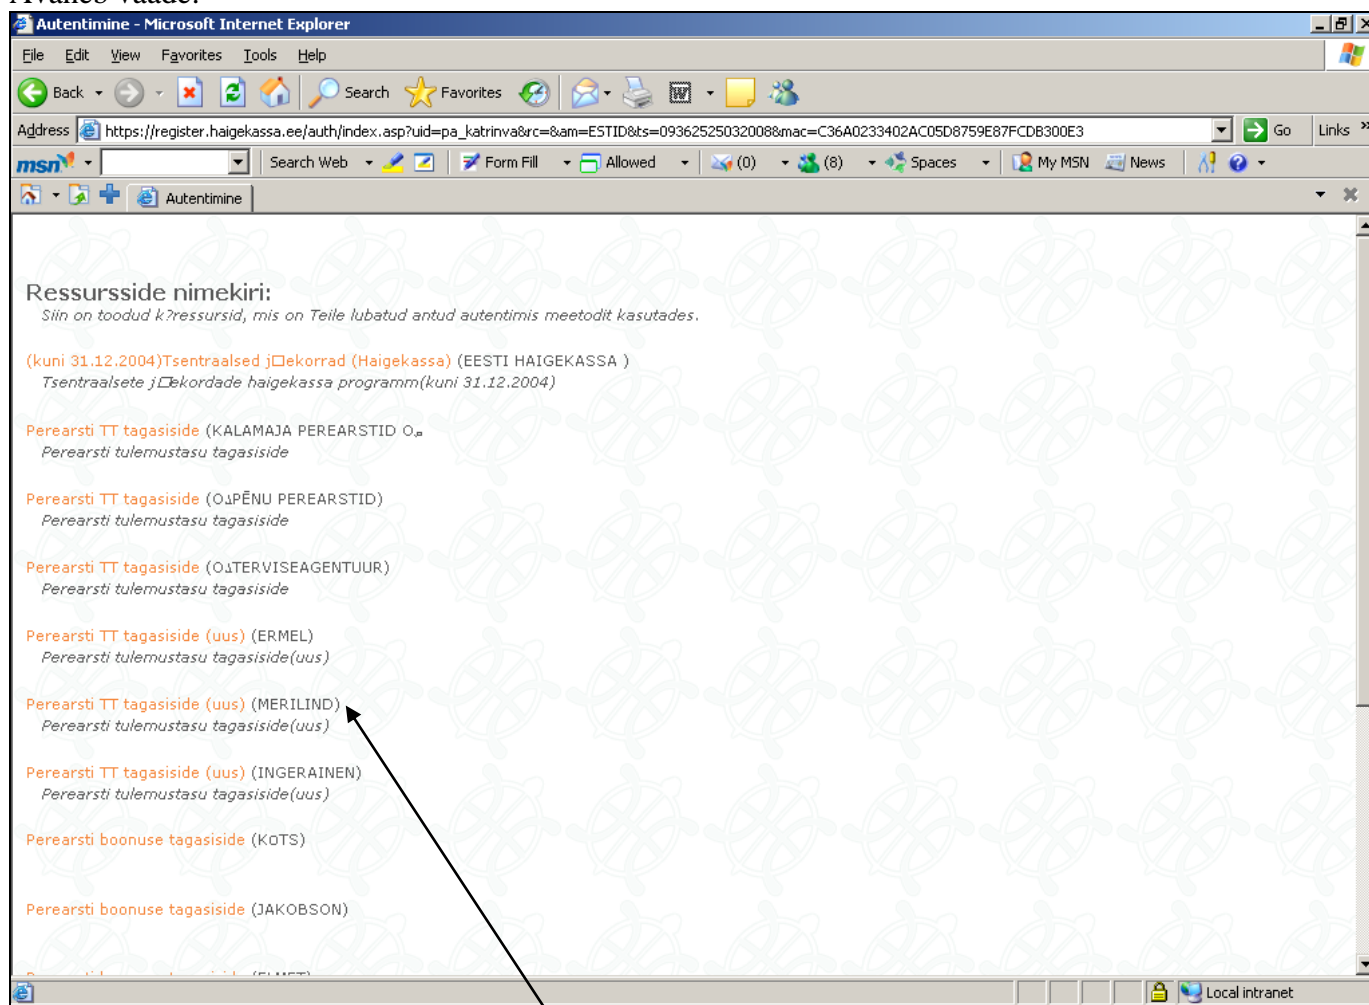 Avaneb vaade:
Autentimine - Microsoft Internet Explorer
File Edit View Favorites Tools Help
Back Search Favorites
Address https://register.haigekassa.ee/auth/index.asp?uid=pa_katrinva&rc=&am=ESTID&ts=09362525032008&mac=C36A0233402AC05D8759E87FCDB300E3 Go Links »
msn Search Web Form Fill Allowed (0) (8) Spaces My MSN News
Autentimine
Ressursside nimekiri:
Siin on toodud k?ressursid, mis on Teile lubatud antud autentimis meetodit kasutades.
(kuni 31.12.2004)Tsentraalsed j□ekorrad (Haigekassa) (EESTI HAIGEKASSA )
Tsentraalsete j□ekordade haigekassa programm(kuni 31.12.2004)
Perearsti TT tagasiside (KALAMAJA PEREARSTID
Perearsti tulemustasu tagasiside
Perearsti TT tagasiside PEREARSTID)
Perearsti tulemustasu tagasiside
Perearsti TT tagasiside
Perearsti tulemustasu tagasiside
Perearsti TT tagasiside (uus) (ERMEL)
Perearsti tulemustasu tagasiside(uus)
Perearsti TT tagasiside (uus) (MERILIND)
Perearsti tulemustasu tagasiside(uus)
Perearsti TT tagasiside (uus) (INGERAINEN)
Perearsti tulemustasu tagasiside(uus)
Perearsti boonuse tagasiside (K¤TS)
Perearsti boonuse tagasiside (JAKOBSON)
Local intranet